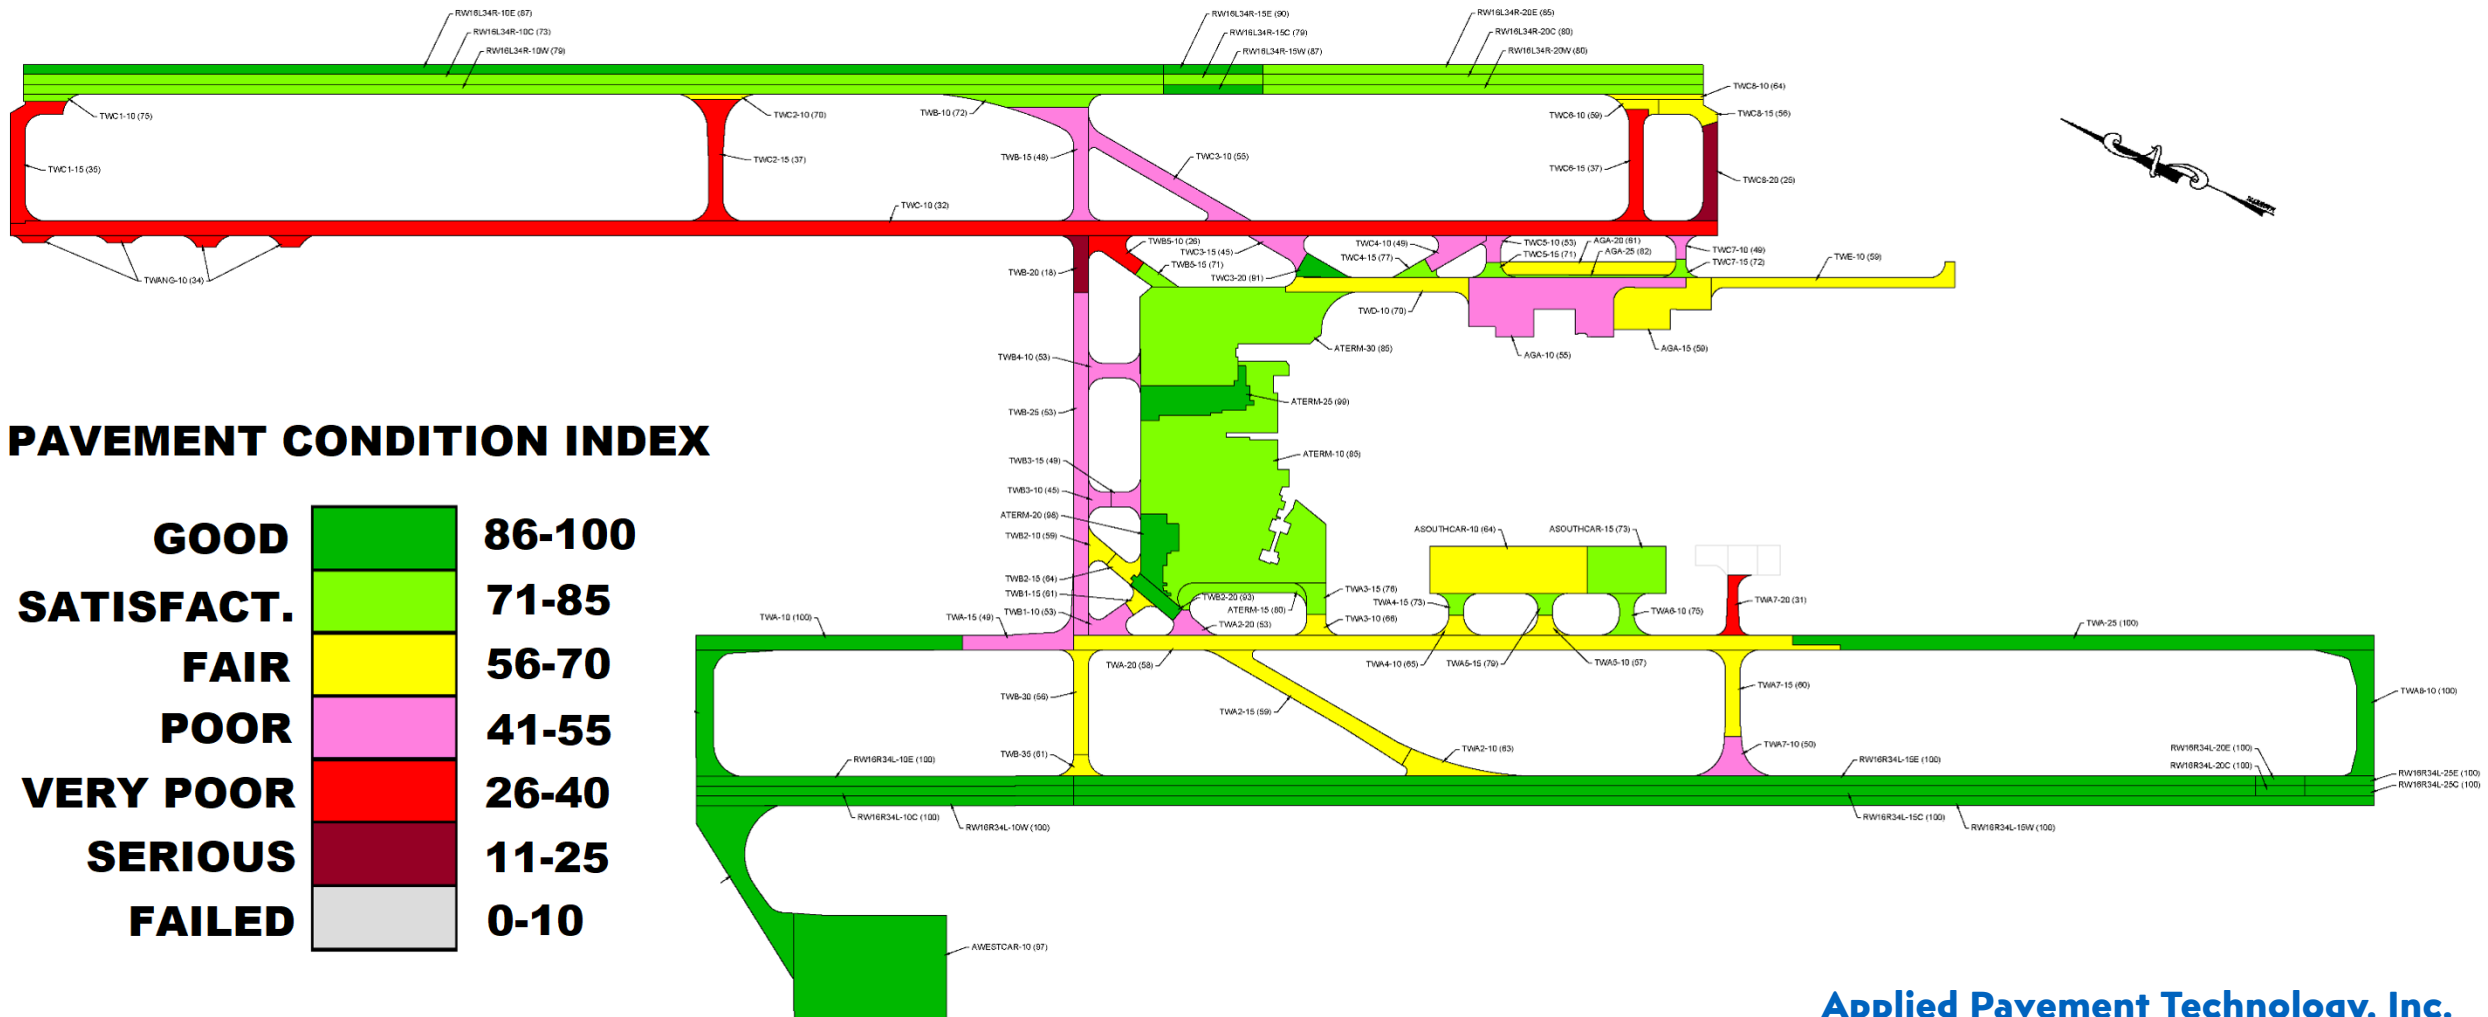 RW16L34R-10E (87)
RW16L34R-10C (73)
RW16L34R-10W (79)
RW16L34R-15E (90)
RW16L34R-15C (79)
RW16L34R-15W (87)
RW16L34R-20E (85)
RW16L34R-20C (80)
RW16L34R-20W (80)
TWC1-10 (75)
TWC2-10 (70)
TWB-10 (72)
TWC6-10 (59)
TWC8-10 (64)
TWC8-15 (56)
TWC1-15 (35)
TWC2-15 (37)
TWB-15 (48)
TWC3-10 (55)
TWC6-15 (37)
TWC8-20 (25)
TWC-10 (32)
TWANG-10 (34)
TWB-20 (18)
TWB5-10 (26)
TWB5-15 (71)
TWC3-15 (45)
TWC3-20 (91)
TWC4-10 (49)
TWC4-15 (77)
TWC5-10 (53)
TWC5-15 (71)
AGA-20 (61)
AGA-25 (82)
TWC7-10 (49)
TWC7-15 (72)
TWE-10 (59)
TWD-10 (70)
ATERM-30 (85)
AGA-10 (55)
AGA-15 (59)
TWB4-10 (53)
ATERM-25 (99)
TWB-25 (53)
ATERM-10 (85)
TWB3-15 (49)
TWB3-10 (45)
ATERM-20 (98)
TWB2-10 (59)
TWB2-15 (64)
TWB1-15 (61)
TWB1-10 (53)
TWB2-20 (93)
ATERM-15 (80)
TWA2-20 (53)
TWA3-15 (76)
TWA3-10 (66)
ASOUTHCAR-10 (64)
ASOUTHCAR-15 (73)
TWA4-15 (73)
TWA6-10 (75)
TWA7-20 (31)
TWA-10 (100)
TWA-15 (49)
TWA-20 (58)
TWA4-10 (65)
TWA5-15 (79)
TWA5-10 (57)
TWA-25 (100)
TWB-30 (56)
TWA2-15 (59)
TWA7-15 (60)
TWA8-10 (100)
TWB-35 (61)
TWA2-10 (63)
TWA7-10 (50)
RW16R34L-10E (100)
RW16R34L-15E (100)
RW16R34L-20E (100)
RW16R34L-20C (100)
RW16R34L-25E (100)
RW16R34L-25C (100)
RW16R34L-10C (100)
RW16R34L-10W (100)
RW16R34L-15C (100)
RW16R34L-15W (100)
AWESTCAR-10 (97)
PAVEMENT CONDITION INDEX
GOOD 86-100
SATISFACT. 71-85
FAIR 56-70
POOR 41-55
VERY POOR 26-40
SERIOUS 11-25
FAILED 0-10
Applied Pavement Technology, Inc.